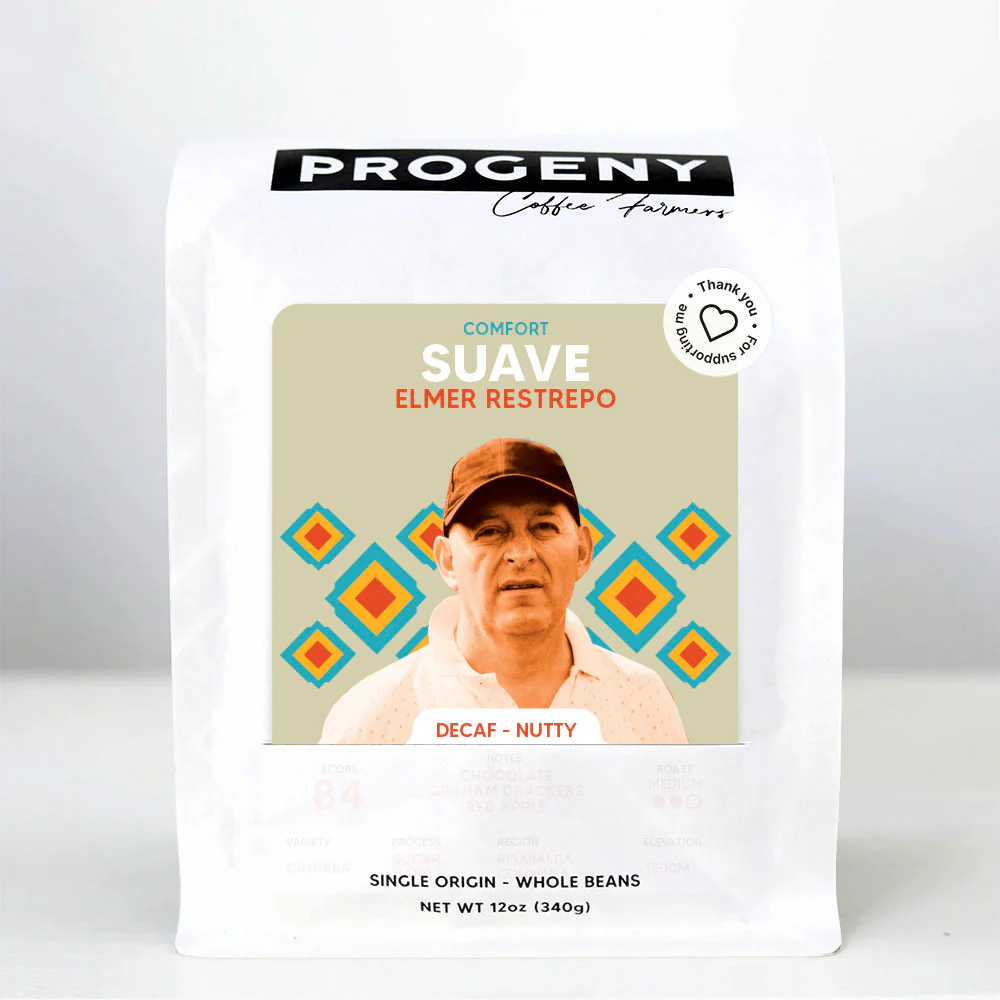 PROGENY
Coffee Farmers
Thank you • For supporting me •
COMFORT
SUAVE
ELMER RESTREPO
DECAF - NUTTY
NOTES
CHOCOLATE
GRAHAM CRACKERS
RED APPLE
SCORE
84
ROAST
MEDIUM
VARIETY
CATURRA
PROCESS
SUGAR
REGION
RISARALDA
COLOMBIA
ELEVATION
1500M
SINGLE ORIGIN - WHOLE BEANS
NET WT 12oz (340g)